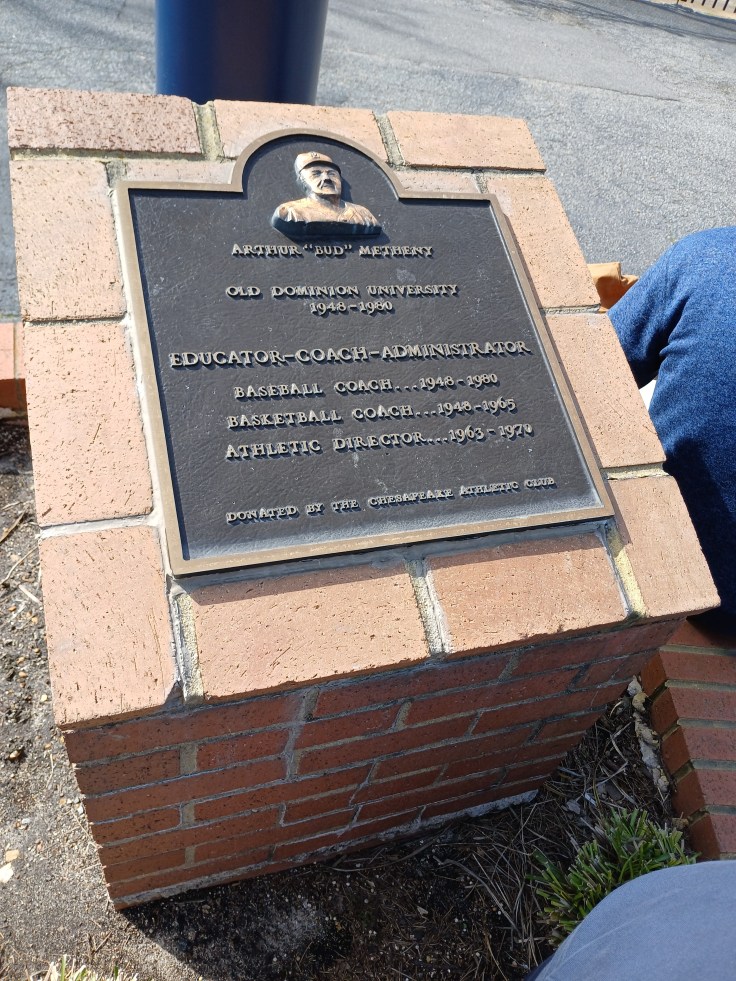 ARTHUR "BUD" METHENY
OLD DOMINION UNIVERSITY
1948-1980
EDUCATOR-COACH-ADMINISTRATOR
BASEBALL COACH...1948-1980
BASKETBALL COACH...1948-1965
ATHLETIC DIRECTOR...1963-1970
DONATED BY THE CHESAPEAKE ATHLETIC CLUB